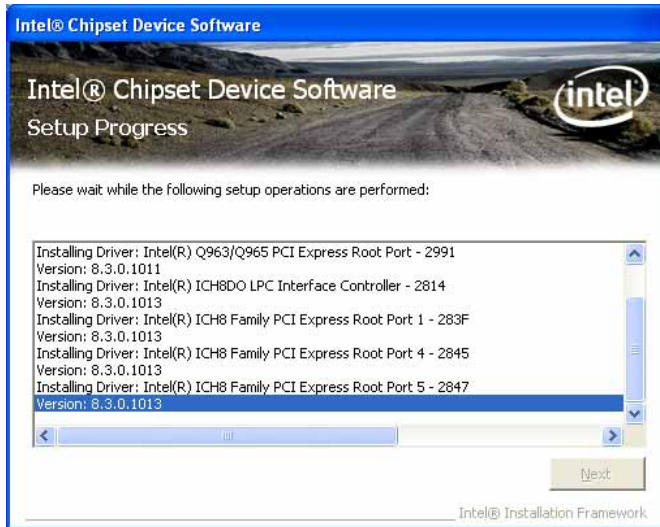 Intel® Chipset Device Software
Intel® Chipset Device Software
intel
Setup Progress
Please wait while the following setup operations are performed:
Installing Driver: Intel(R) Q963/Q965 PCI Express Root Port - 2991
Version: 8.3.0.1011
Installing Driver: Intel(R) ICH8DO LPC Interface Controller - 2814
Version: 8.3.0.1013
Installing Driver: Intel(R) ICH8 Family PCI Express Root Port 1 - 283F
Version: 8.3.0.1013
Installing Driver: Intel(R) ICH8 Family PCI Express Root Port 4 - 2845
Version: 8.3.0.1013
Installing Driver: Intel(R) ICH8 Family PCI Express Root Port 5 - 2847
Version: 8.3.0.1013
Next
Intel® Installation Framework